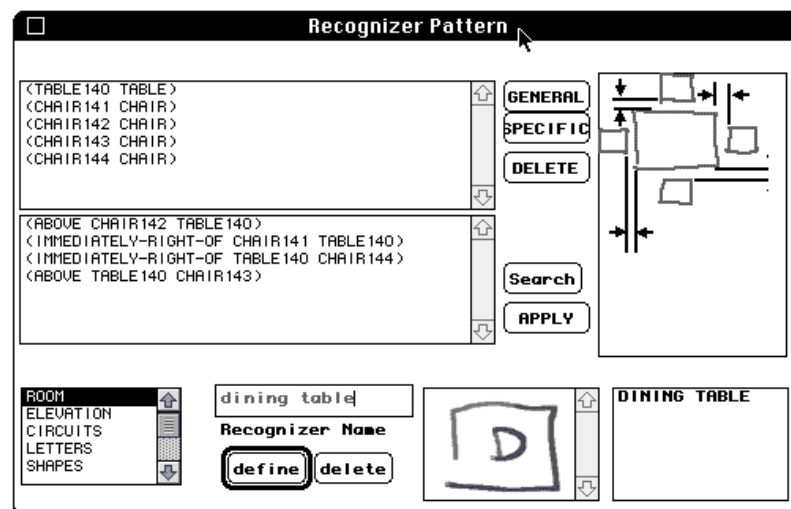 Recognizer Pattern
(TABLE140 TABLE)
(CHAIR141 CHAIR)
(CHAIR142 CHAIR)
(CHAIR143 CHAIR)
(CHAIR144 CHAIR)
GENERAL
SPECIFIC
DELETE
(ABOVE CHAIR142 TABLE140)
(IMMEDIATELY-RIGHT-OF CHAIR141 TABLE140)
(IMMEDIATELY-RIGHT-OF TABLE140 CHAIR144)
(ABOVE TABLE140 CHAIR143)
Search
APPLY
ROOM
ELEVATION
CIRCUITS
LETTERS
SHAPES
dining table
Recognizer Name
define
delete
D
DINING TABLE